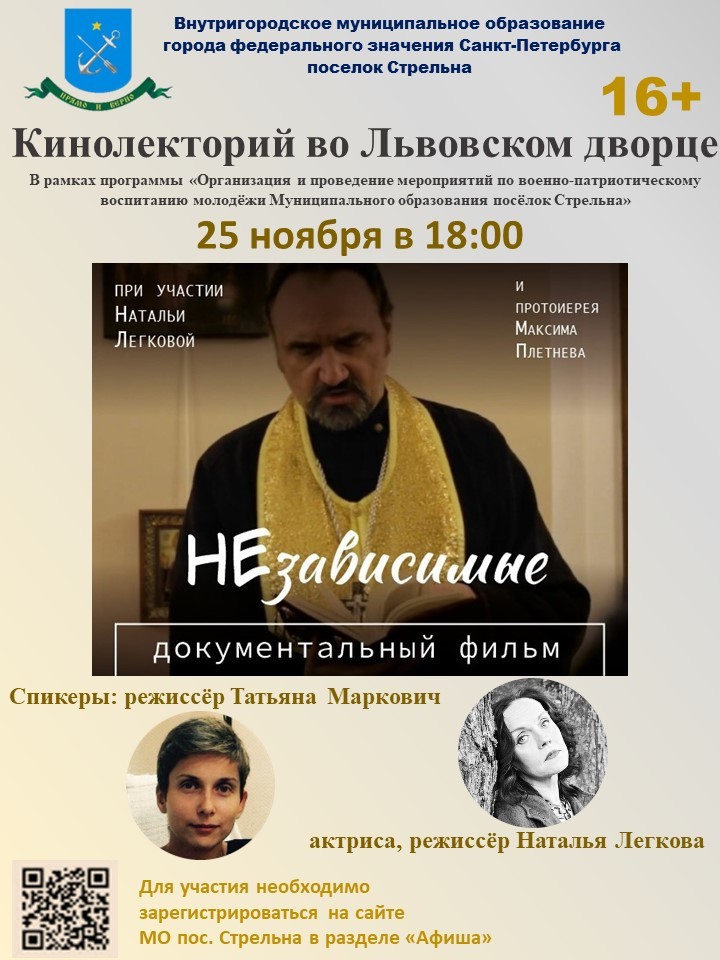 Внутригородское муниципальное образование
города федерального значения Санкт-Петербурга
поселок Стрельна
ПРЯМО И ВЕРНО
16+
Кинолекторий во Львовском дворце
В рамках программы «Организация и проведение мероприятий по военно-патриотическому
воспитанию молодёжи Муниципального образования посёлок Стрельна»
25 ноября в 18:00
ПРИ УЧАСТИИ
НАТАЛЬИ
ЛЕГКОВОЙ
И
ПРОТОИЕРЕЯ
МАКСИМА
ПЛЕТНЕВА
НЕзависимые
документальный фильм
Спикеры: режиссёр Татьяна Маркович
актриса, режиссёр Наталья Легкова
Для участия необходимо
зарегистрироваться на сайте
МО пос. Стрельна в разделе «Афиша»